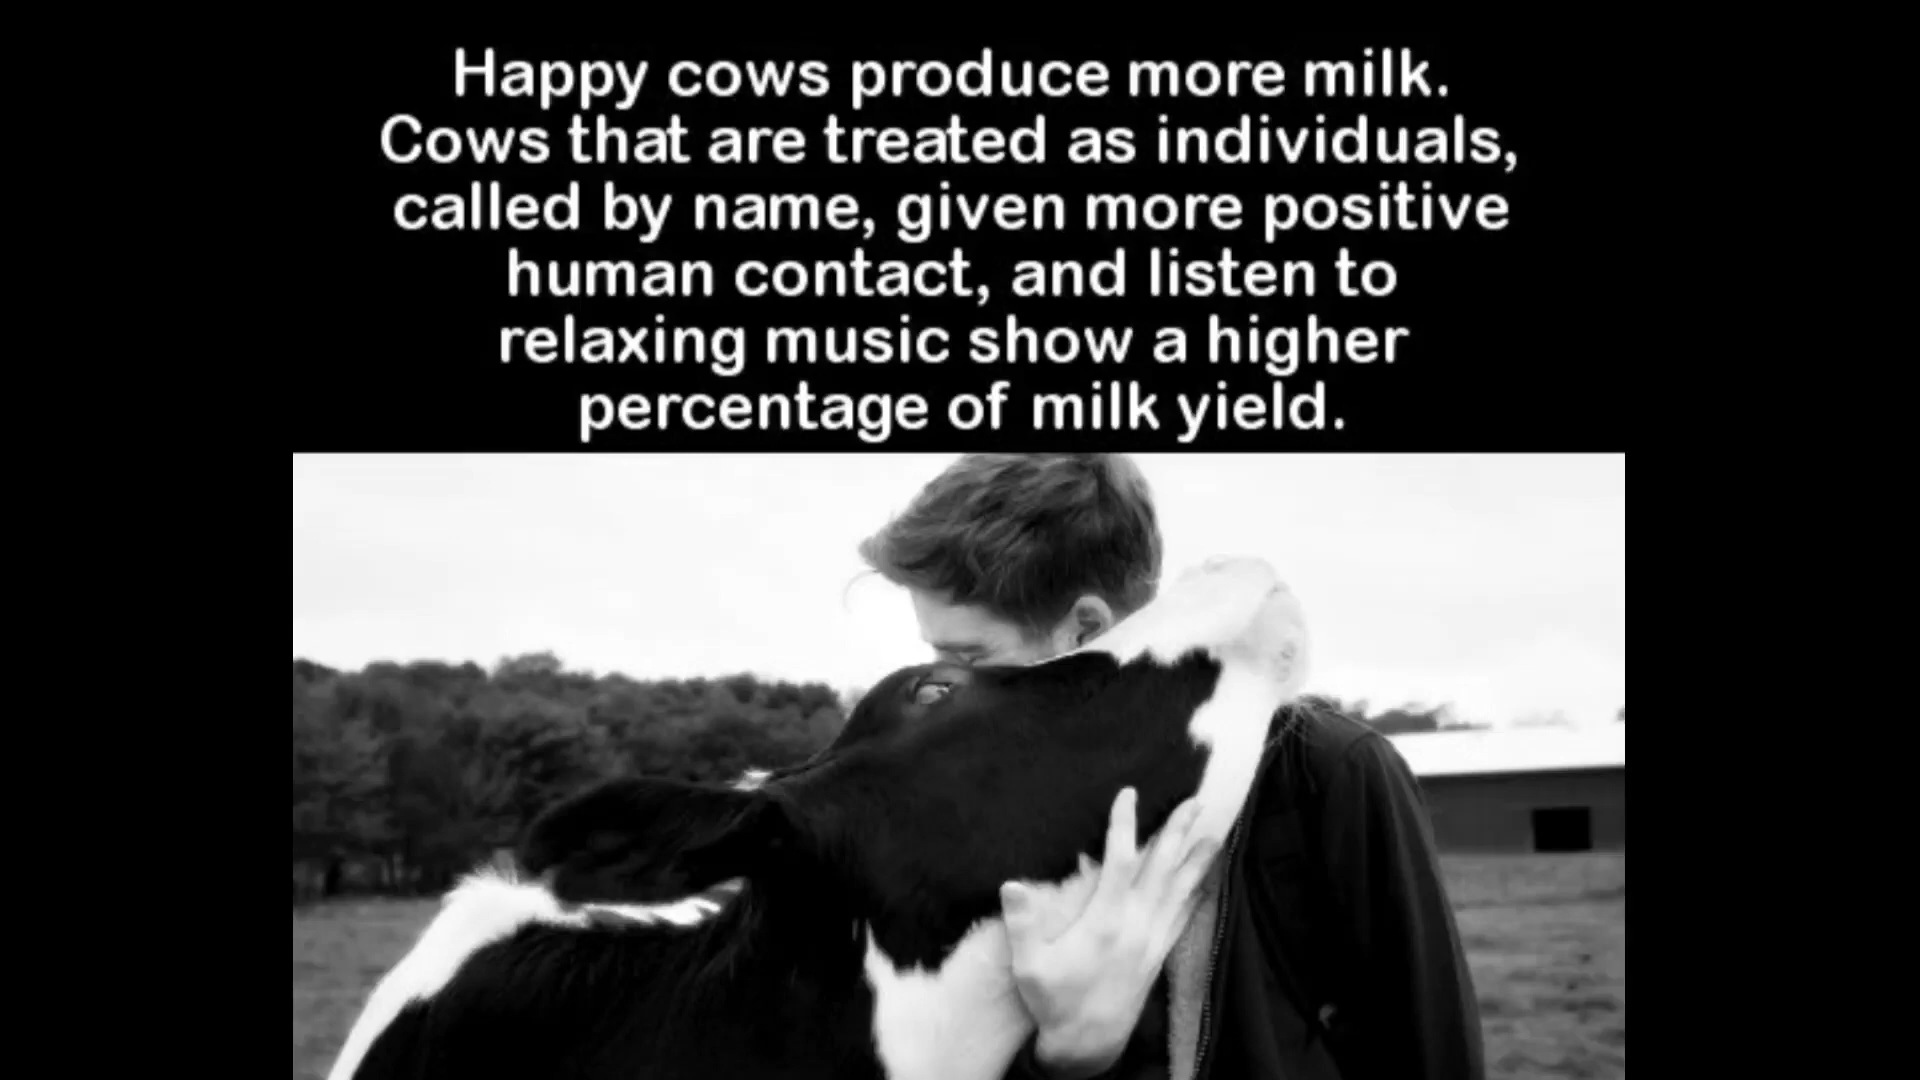 Happy cows produce more milk.
Cows that are treated as individuals,
called by name, given more positive
human contact, and listen to
relaxing music show a higher
percentage of milk yield.